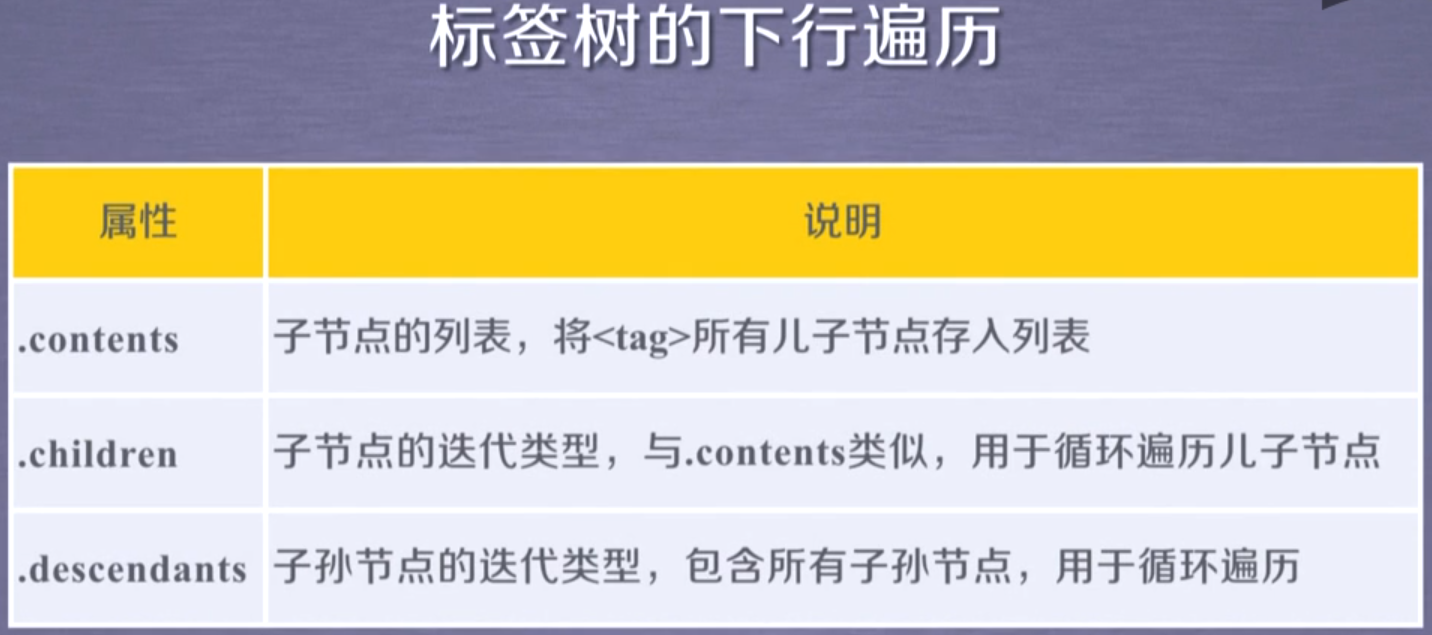 标签树的下行遍历
属性 说明
.contents 子节点的列表，将<tag>所有儿子节点存入列表
.children 子节点的迭代类型，与.contents类似，用于循环遍历儿子节点
.descendants 子孙节点的迭代类型，包含所有子孙节点，用于循环遍历